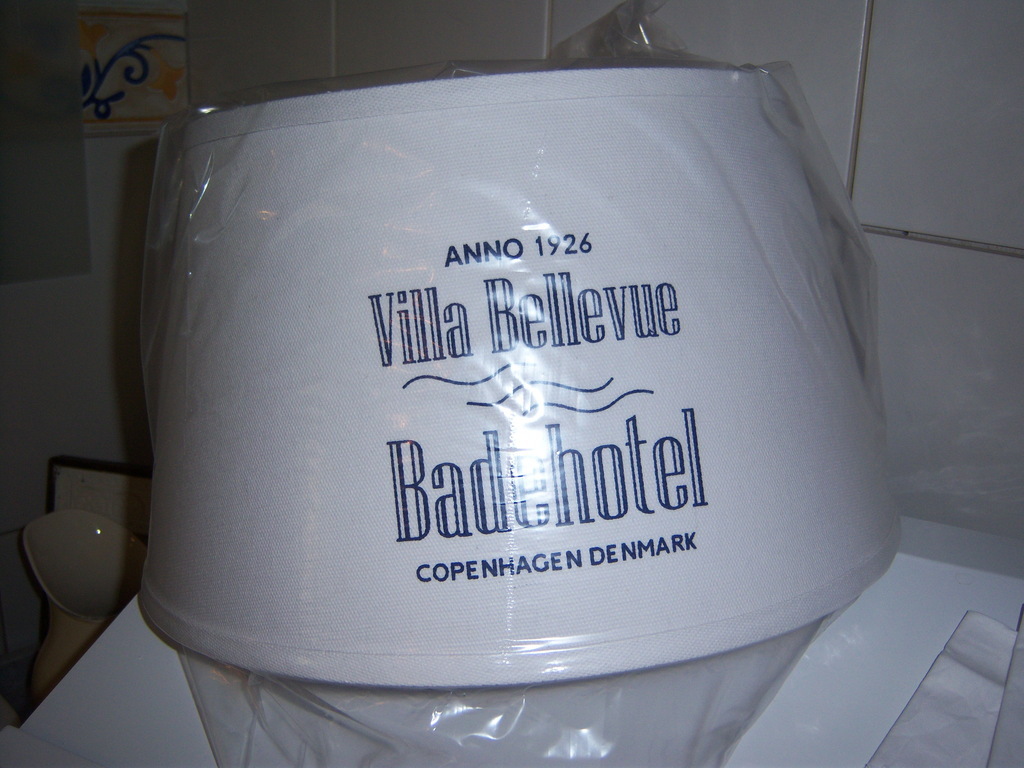 ANNO 1926
Villa Bellevue
Badehotel
COPENHAGEN DENMARK